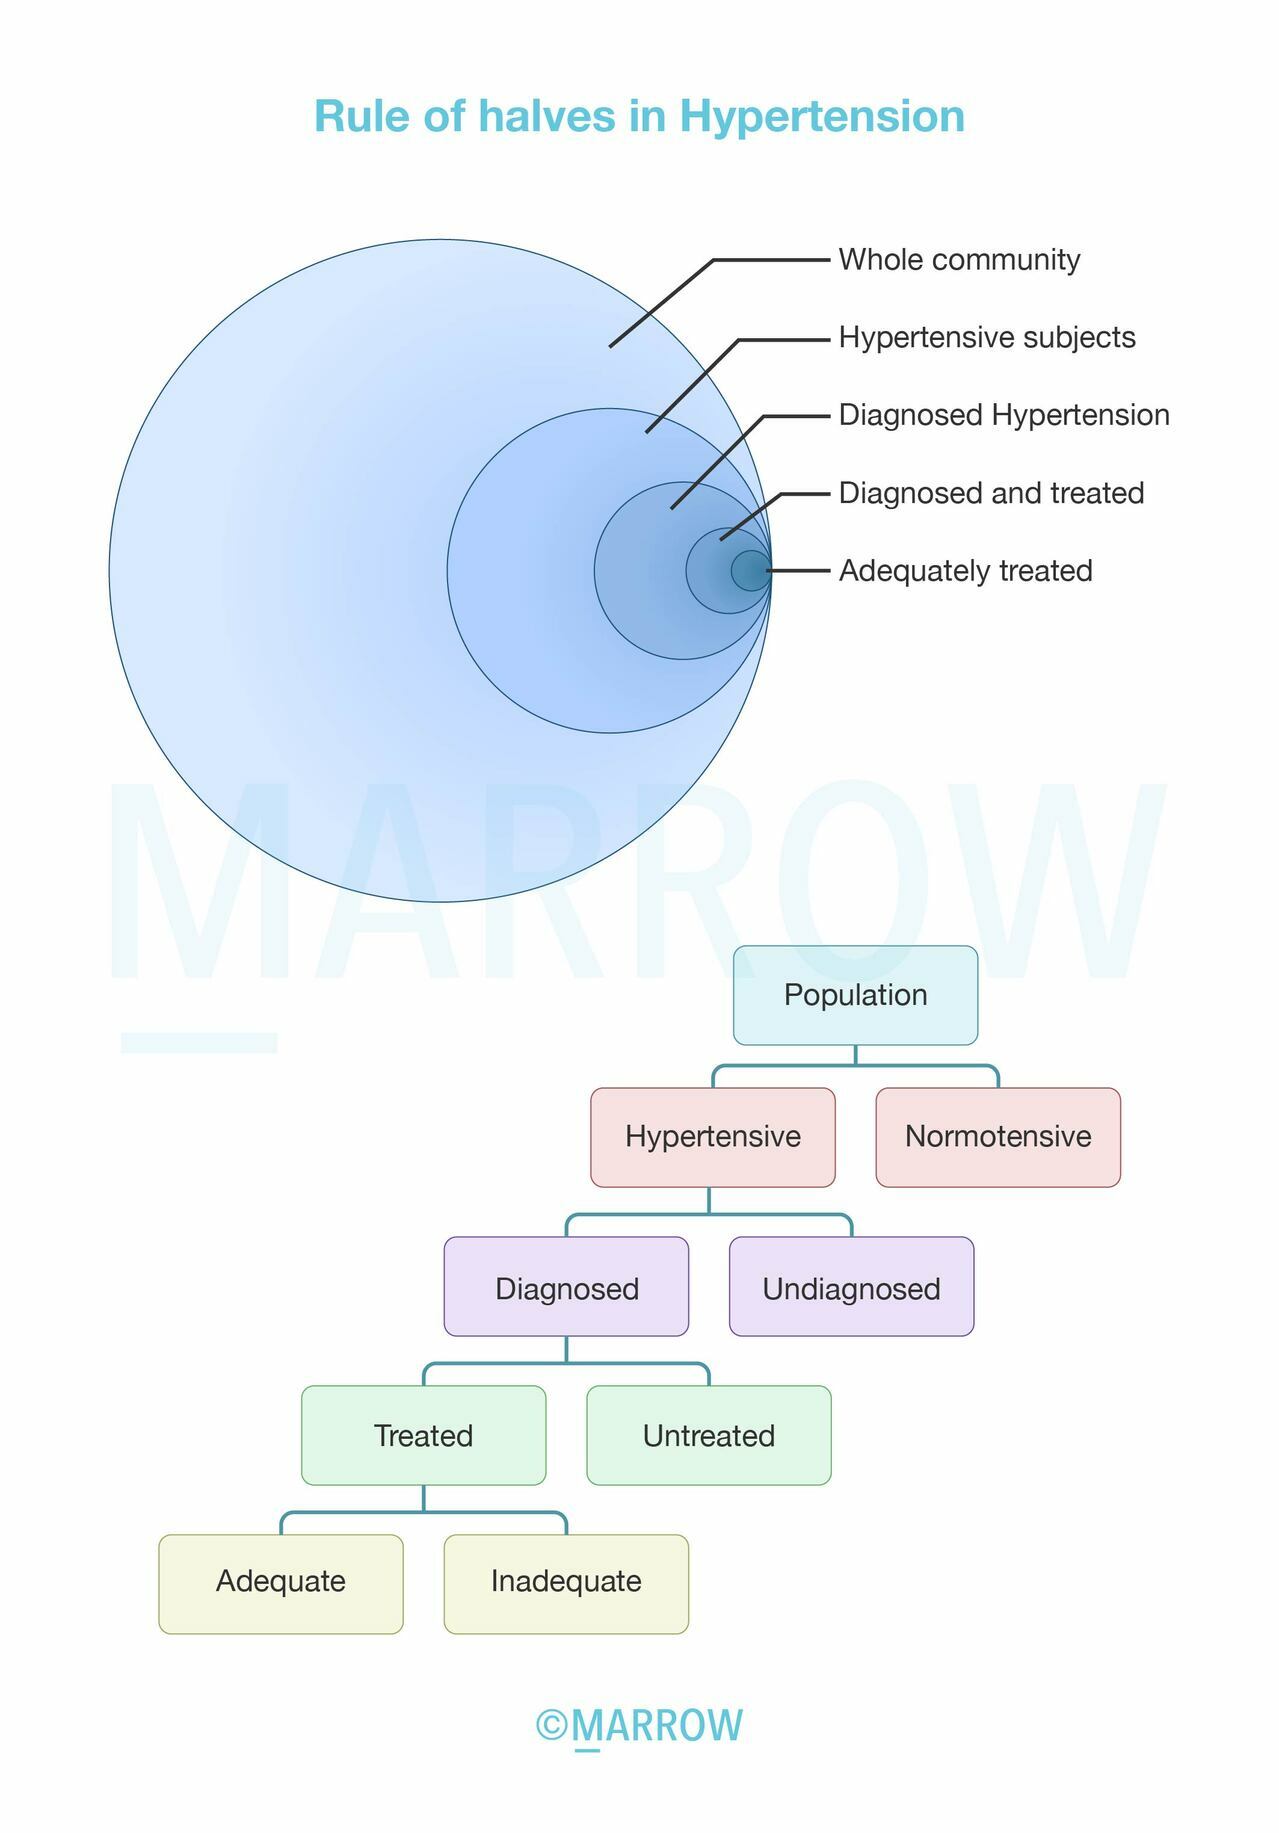 Rule of halves in Hypertension
Whole community
Hypertensive subjects
Diagnosed Hypertension
Diagnosed and treated
Adequately treated
MARROW
Population
Hypertensive
Normotensive
Diagnosed
Undiagnosed
Treated
Untreated
Adequate
Inadequate
©MARROW